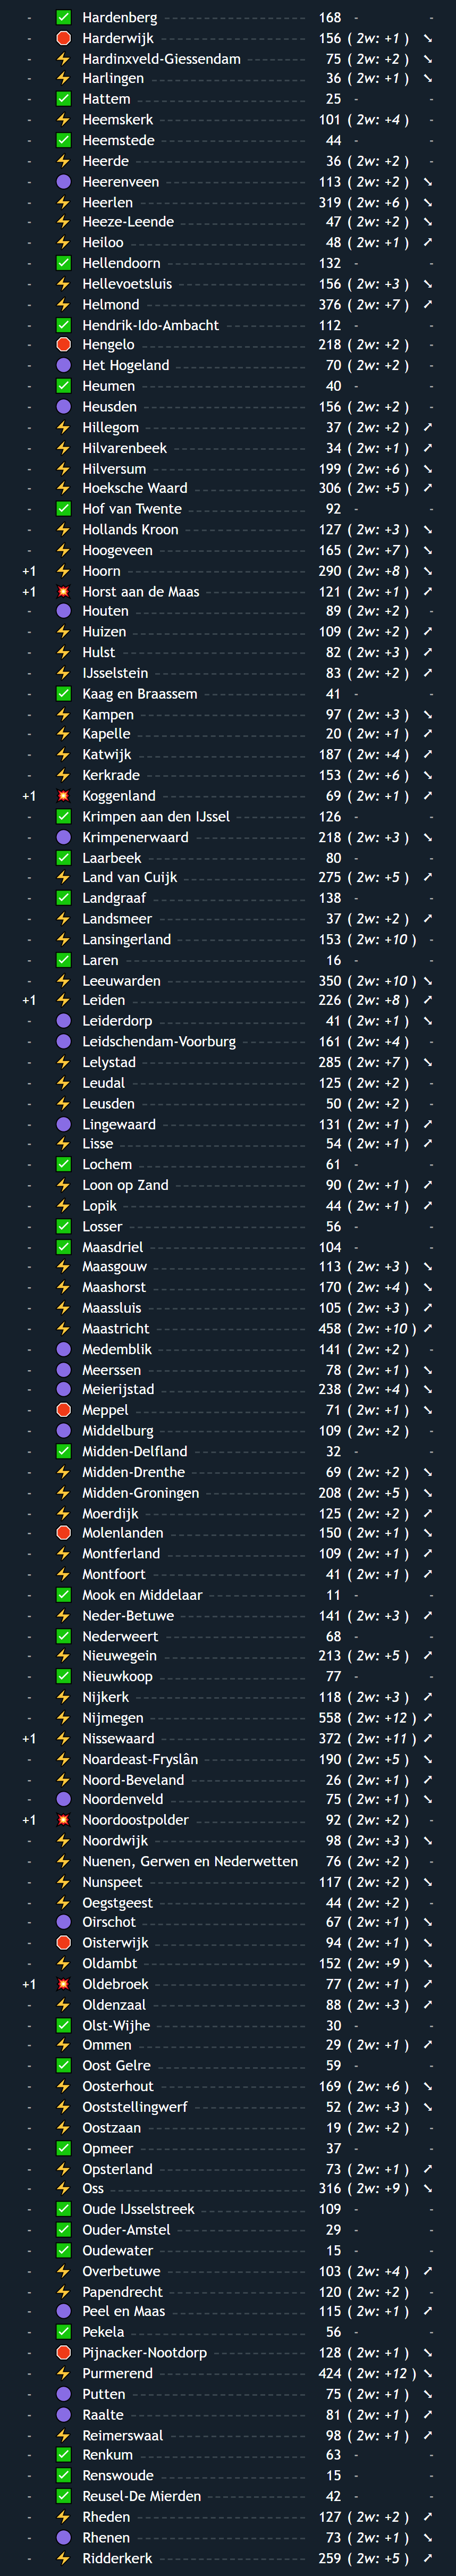 - Hardenberg 168 - -
- Harderwijk 156 ( 2w: +1 ) ↘
- Hardinxveld-Giessendam 75 ( 2w: +2 ) ↘
- Harlingen 36 ( 2w: +1 ) ↘
- Hattem 25 - -
- Heemskerk 101 ( 2w: +4 ) -
- Heemstede 44 - -
- Heerde 36 ( 2w: +2 ) -
- Heerenveen 113 ( 2w: +2 ) ↘
- Heerlen 319 ( 2w: +6 ) ↘
- Heeze-Leende 47 ( 2w: +2 ) ↘
- Heiloo 48 ( 2w: +1 ) ↗
- Hellendoorn 132 - -
- Hellevoetsluis 156 ( 2w: +3 ) ↘
- Helmond 376 ( 2w: +7 ) ↗
- Hendrik-Ido-Ambacht 112 - -
- Hengelo 218 ( 2w: +2 ) -
- Het Hogeland 70 ( 2w: +2 ) -
- Heumen 40 - -
- Heusden 156 ( 2w: +2 ) -
- Hillegom 37 ( 2w: +2 ) ↗
- Hilvarenbeek 34 ( 2w: +1 ) ↗
- Hilversum 199 ( 2w: +6 ) ↘
- Hoeksche Waard 306 ( 2w: +5 ) ↗
- Hof van Twente 92 - -
- Hollands Kroon 127 ( 2w: +3 ) ↘
- Hoogeveen 165 ( 2w: +7 ) ↘
+1 Hoorn 290 ( 2w: +8 ) ↘
+1 Horst aan de Maas 121 ( 2w: +1 ) ↗
- Houten 89 ( 2w: +2 ) -
- Huizen 109 ( 2w: +2 ) ↗
- Hulst 82 ( 2w: +3 ) ↗
- IJsselstein 83 ( 2w: +2 ) ↗
- Kaag en Braassem 41 - -
- Kampen 97 ( 2w: +3 ) ↘
- Kapelle 20 ( 2w: +1 ) ↗
- Katwijk 187 ( 2w: +4 ) ↗
- Kerkrade 153 ( 2w: +6 ) ↘
+1 Koggenland 69 ( 2w: +1 ) ↗
- Krimpen aan den IJssel 126 - -
- Krimpenerwaard 218 ( 2w: +3 ) ↘
- Laarbeek 80 - -
- Land van Cuijk 275 ( 2w: +5 ) ↗
- Landgraaf 138 - -
- Landsmeer 37 ( 2w: +2 ) ↗
- Lansingerland 153 ( 2w: +10 ) -
- Laren 16 - -
- Leeuwarden 350 ( 2w: +10 ) ↘
+1 Leiden 226 ( 2w: +8 ) ↗
- Leiderdorp 41 ( 2w: +1 ) ↘
- Leidschendam-Voorburg 161 ( 2w: +4 ) -
- Lelystad 285 ( 2w: +7 ) ↘
- Leudal 125 ( 2w: +2 ) -
- Leusden 50 ( 2w: +2 ) -
- Lingewaard 131 ( 2w: +1 ) ↗
- Lisse 54 ( 2w: +1 ) ↗
- Lochem 61 - -
- Loon op Zand 90 ( 2w: +1 ) ↗
- Lopik 44 ( 2w: +1 ) ↗
- Losser 56 - -
- Maasdriel 104 - -
- Maasgouw 113 ( 2w: +3 ) ↘
- Maashorst 170 ( 2w: +4 ) ↘
- Maassluis 105 ( 2w: +3 ) ↗
- Maastricht 458 ( 2w: +10 ) ↗
- Medemblik 141 ( 2w: +2 ) -
- Meerssen 78 ( 2w: +1 ) ↘
- Meierijstad 238 ( 2w: +4 ) ↘
- Meppel 71 ( 2w: +1 ) ↘
- Middelburg 109 ( 2w: +2 ) -
- Midden-Delfland 32 - -
- Midden-Drenthe 69 ( 2w: +2 ) ↘
- Midden-Groningen 208 ( 2w: +5 ) ↘
- Moerdijk 125 ( 2w: +2 ) ↗
- Molenlanden 150 ( 2w: +1 ) ↘
- Montferland 109 ( 2w: +1 ) ↗
- Montfoort 41 ( 2w: +1 ) ↗
- Mook en Middelaar 11 - -
- Neder-Betuwe 141 ( 2w: +3 ) ↗
- Nederweert 68 - -
- Nieuwegein 213 ( 2w: +5 ) ↗
- Nieuwkoop 77 - -
- Nijkerk 118 ( 2w: +3 ) ↗
- Nijmegen 558 ( 2w: +12 ) ↗
+1 Nissewaard 372 ( 2w: +11 ) ↗
- Noardeast-Fryslân 190 ( 2w: +5 ) ↘
- Noord-Beveland 26 ( 2w: +1 ) ↗
- Noordenveld 75 ( 2w: +1 ) ↘
+1 Noordoostpolder 92 ( 2w: +2 ) -
- Noordwijk 98 ( 2w: +3 ) ↘
- Nuenen, Gerwen en Nederwetten 76 ( 2w: +2 ) -
- Nunspeet 117 ( 2w: +2 ) ↘
- Oegstgeest 44 ( 2w: +2 ) -
- Oirschot 67 ( 2w: +1 ) ↘
- Oisterwijk 94 ( 2w: +1 ) ↘
- Oldambt 152 ( 2w: +9 ) ↘
+1 Oldebroek 77 ( 2w: +1 ) ↗
- Oldenzaal 88 ( 2w: +3 ) ↗
- Olst-Wijhe 30 - -
- Ommen 29 ( 2w: +1 ) ↗
- Oost Gelre 59 - -
- Oosterhout 169 ( 2w: +6 ) ↘
- Ooststellingwerf 52 ( 2w: +3 ) ↘
- Oostzaan 19 ( 2w: +2 ) -
- Opmeer 37 - -
- Opsterland 73 ( 2w: +1 ) ↗
- Oss 316 ( 2w: +9 ) ↘
- Oude IJsselstreek 109 - -
- Ouder-Amstel 29 - -
- Oudewater 15 - -
- Overbetuwe 103 ( 2w: +4 ) ↗
- Papendrecht 120 ( 2w: +2 ) -
- Peel en Maas 115 ( 2w: +1 ) ↗
- Pekela 56 - -
- Pijnacker-Nootdorp 128 ( 2w: +1 ) ↘
- Purmerend 424 ( 2w: +12 ) ↘
- Putten 75 ( 2w: +1 ) ↘
- Raalte 81 ( 2w: +1 ) ↗
- Reimerswaal 98 ( 2w: +1 ) ↗
- Renkum 63 - -
- Renswoude 15 - -
- Reusel-De Mierden 42 - -
- Rheden 127 ( 2w: +2 ) ↗
- Rhenen 73 ( 2w: +1 ) ↘
- Ridderkerk 259 ( 2w: +5 ) ↗